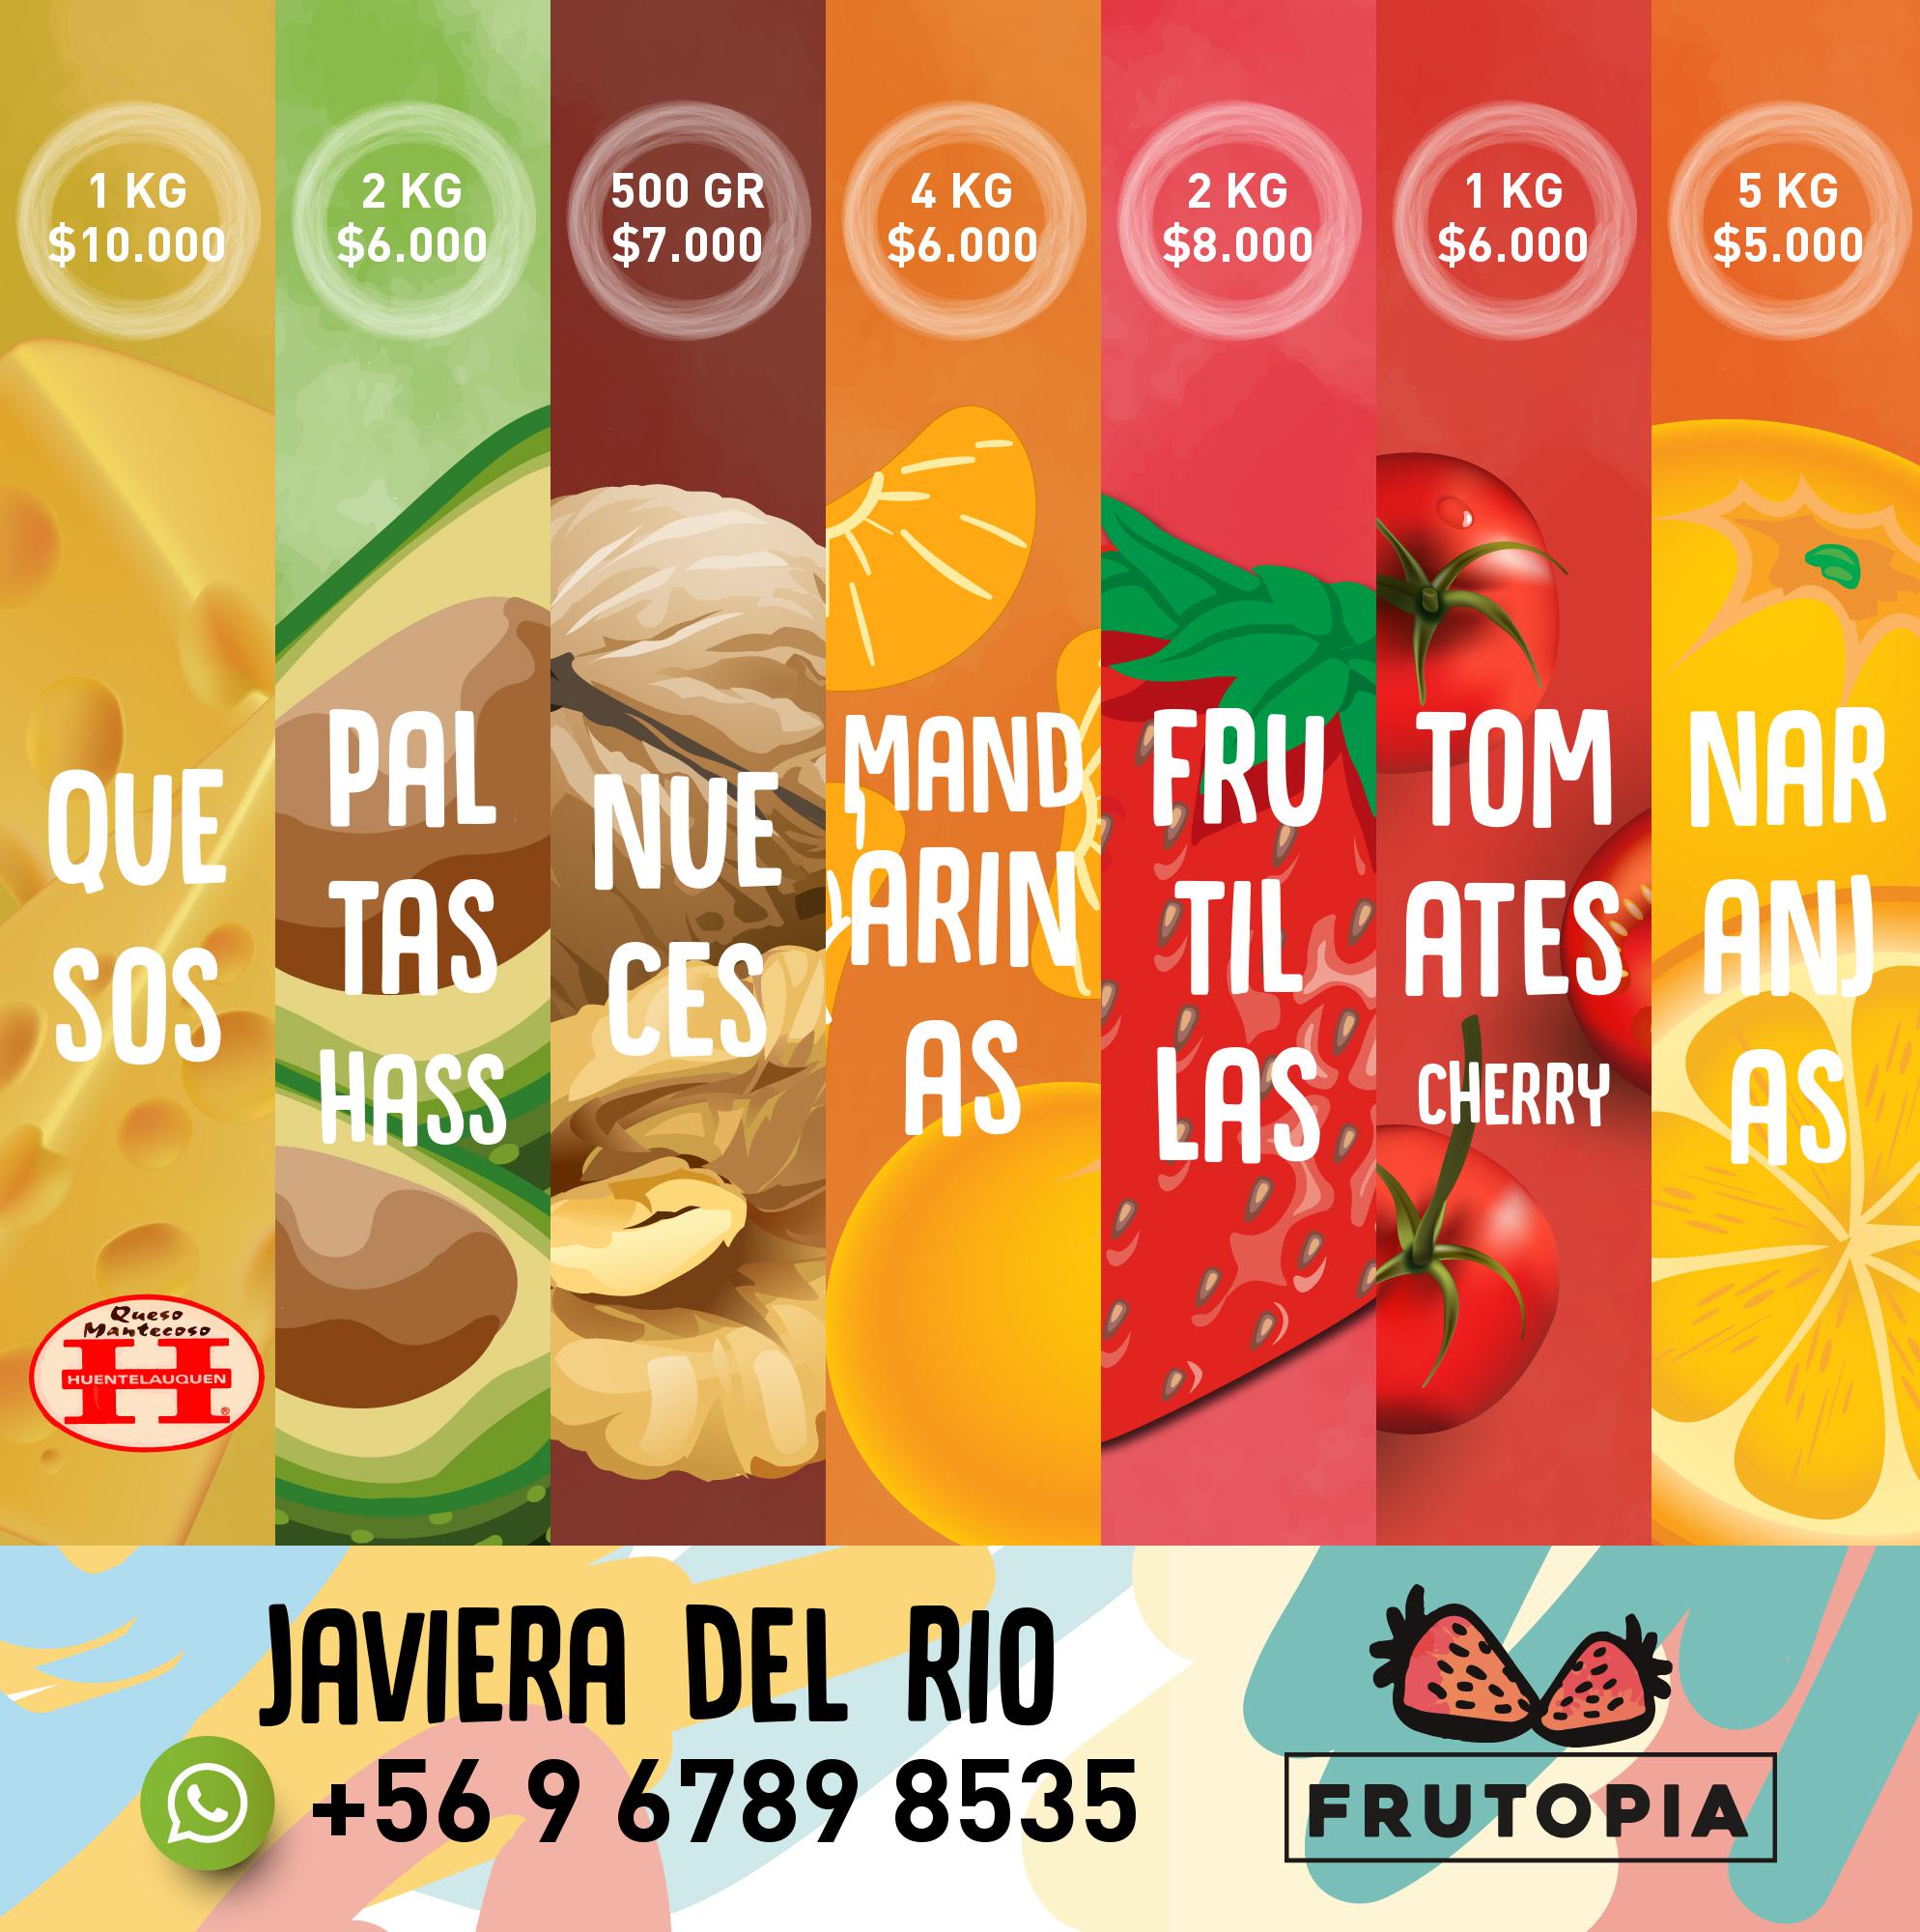 1 KG
$10.000
QUE
SOS
Queso
Mantecoso
HUENTELAUQUEN
®
2 KG
$6.000
PAL
TAS
HASS
500 GR
$7.000
NUE
CES
4 KG
$6.000
MAND
ARIN
AS
2 KG
$8.000
FRU
TIL
LAS
1 KG
$6.000
TOM
ATES
CHERRY
5 KG
$5.000
NAR
ANJ
AS
JAVIERA DEL RIO
+56 9 6789 8535
FRUTOPIA